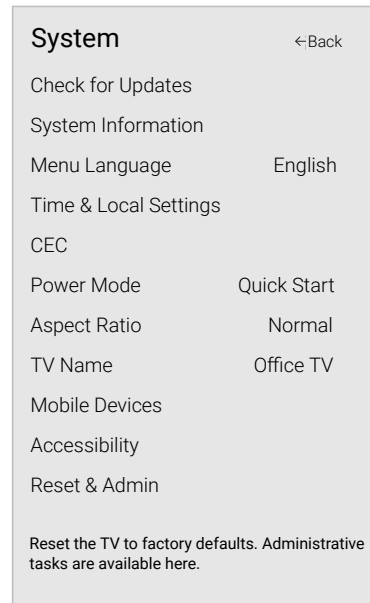 System ←Back
Check for Updates
System Information
Menu Language English
Time & Local Settings
CEC
Power Mode Quick Start
Aspect Ratio Normal
TV Name Office TV
Mobile Devices
Accessibility
Reset & Admin
Reset the TV to factory defaults. Administrative
tasks are available here.